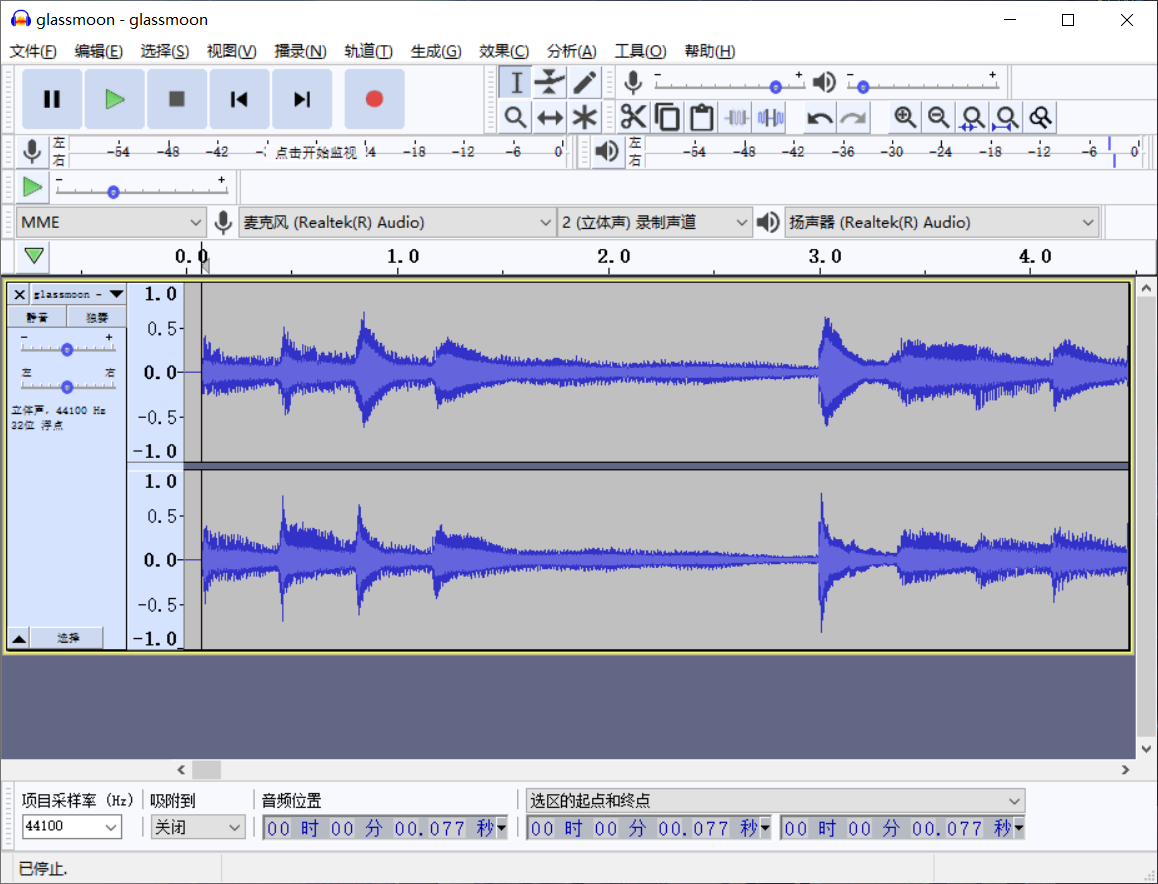 glassmoon - glassmoon
文件(F) 编辑(E) 选择(S) 视图(V) 播录(N) 轨道(T) 生成(G) 效果(C) 分析(A) 工具(O) 帮助(H)
- + - +
左 右 -54 -48 -42 点击开始监视 -18 -12 -6 0
左 右 -54 -48 -42 -36 -30 -24 -18 -12 -6 0
- +
MME 麦克风 (Realtek(R) Audio) 2 (立体声) 录制声道 扬声器 (Realtek(R) Audio)
0.0 1.0 2.0 3.0 4.0
glassmoon -
静音 独奏
- +
左 右
立体声, 44100 Hz
32位 浮点
选择
1.0
0.5
0.0
-0.5
-1.0
1.0
0.5
0.0
-0.5
-1.0
项目采样率 (Hz) 吸附到 音频位置 选区的起点和终点
44100 关闭 00 时 00 分 00.077 秒 00 时 00 分 00.077 秒 00 时 00 分 00.077 秒
已停止.